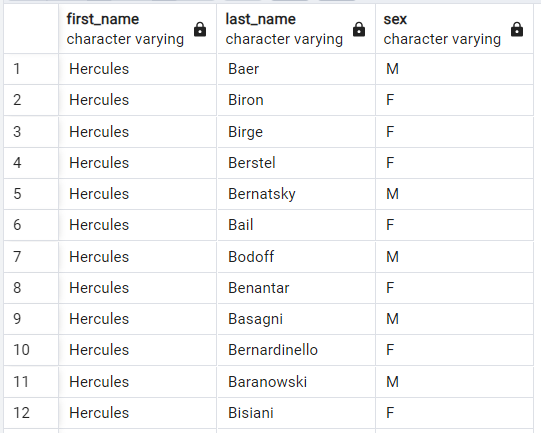 first_name last_name sex
character varying character varying character varying
1 Hercules Baer M
2 Hercules Biron F
3 Hercules Birge F
4 Hercules Berstel F
5 Hercules Bernatsky M
6 Hercules Bail F
7 Hercules Bodoff M
8 Hercules Benantar F
9 Hercules Basagni M
10 Hercules Bernardinello F
11 Hercules Baranowski M
12 Hercules Bisiani F